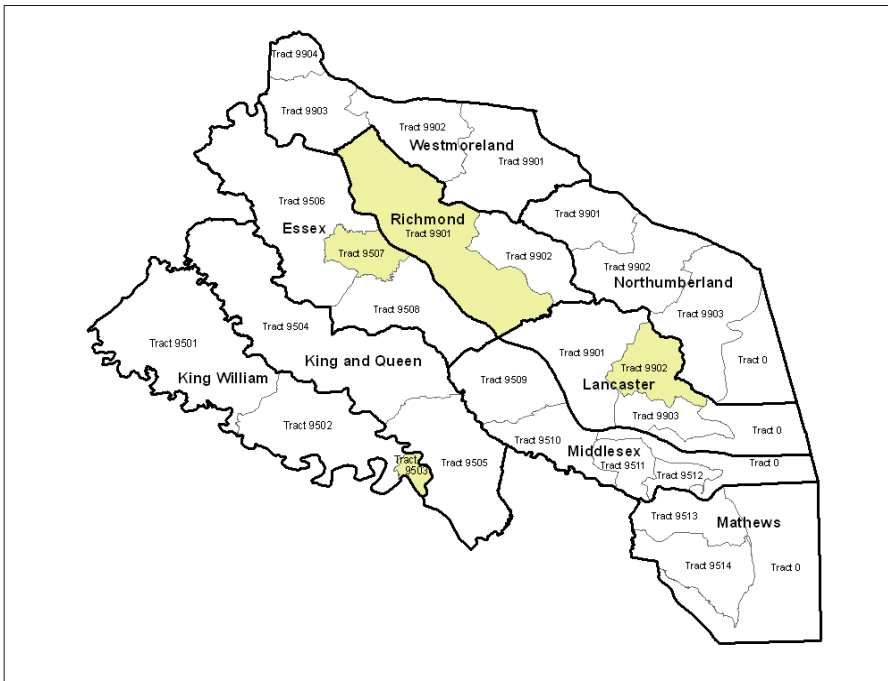 Tract 9904
Tract 9903
Tract 9902
Westmoreland
Tract 9901
Tract 9506
Essex
Richmond
Tract 9901
Tract 9901
Tract 9507
Tract 9902
Tract 9902
Northumberland
Tract 9508
Tract 9903
Tract 9504
Tract 9501
King and Queen
Tract 9901
Tract 0
Tract 9902
King William
Tract 9509
Lancaster
Tract 9502
Tract 9903
Tract 0
Tract 9510
Middlesex
Tract
9503
Tract 9505
Tract 9511
Tract 0
Tract 9512
Tract 9513
Mathews
Tract 9514
Tract 0